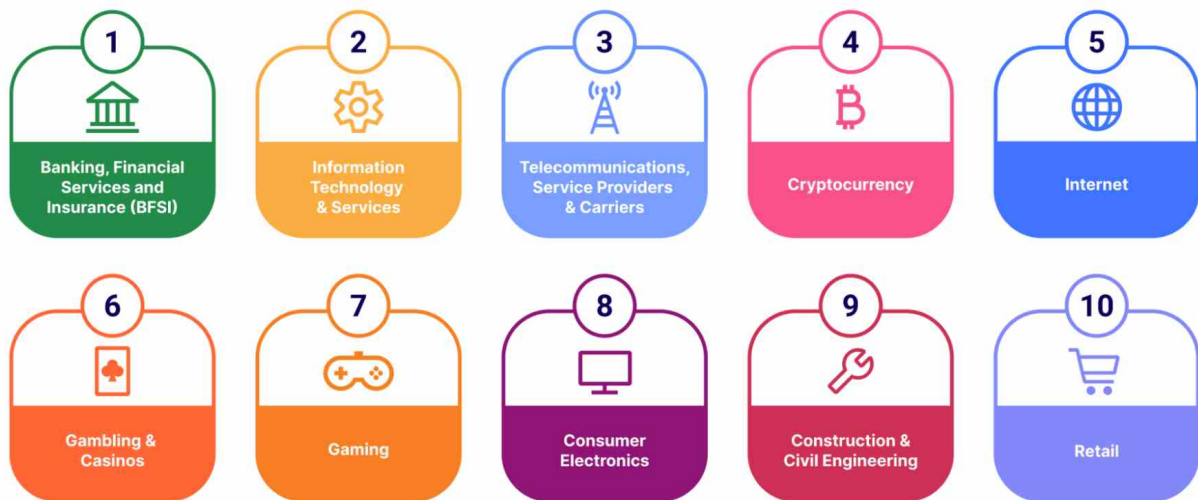 1
Banking, Financial
Services and
Insurance (BFSI)
2
Information
Technology
& Services
3
Telecommunications,
Service Providers
& Carriers
4
Cryptocurrency
5
Internet
6
Gambling &
Casinos
7
Gaming
8
Consumer
Electronics
9
Construction &
Civil Engineering
10
Retail